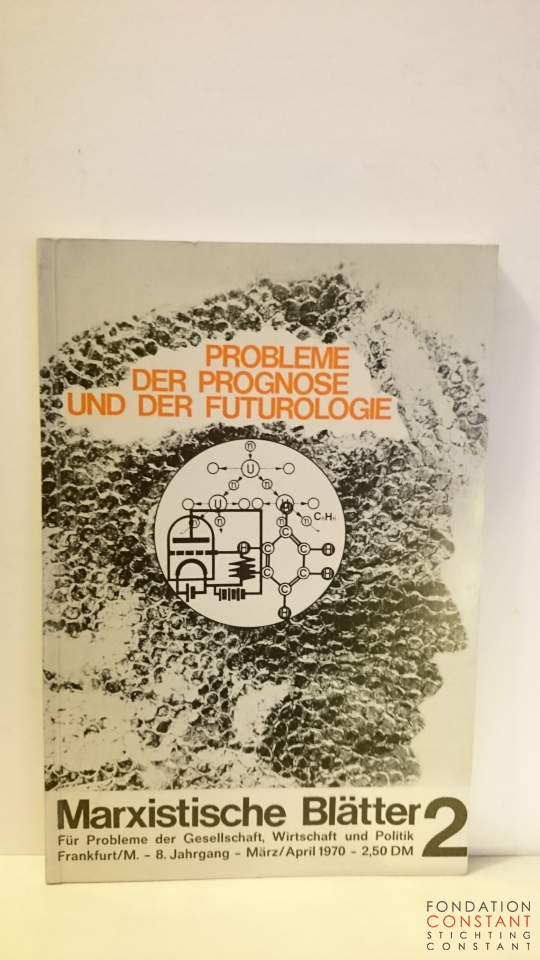 PROBLEME
DER PROGNOSE
UND DER FUTUROLOGIE
n
U
n n
U U
n n n
CnHn
H
C
H C C H
C C H
C
H
Marxistische Blätter 2
Für Probleme der Gesellschaft, Wirtschaft und Politik
Frankfurt/M. - 8. Jahrgang - März/April 1970 - 2,50 DM
FONDATION
CONSTANT
STICHTING
CONSTANT